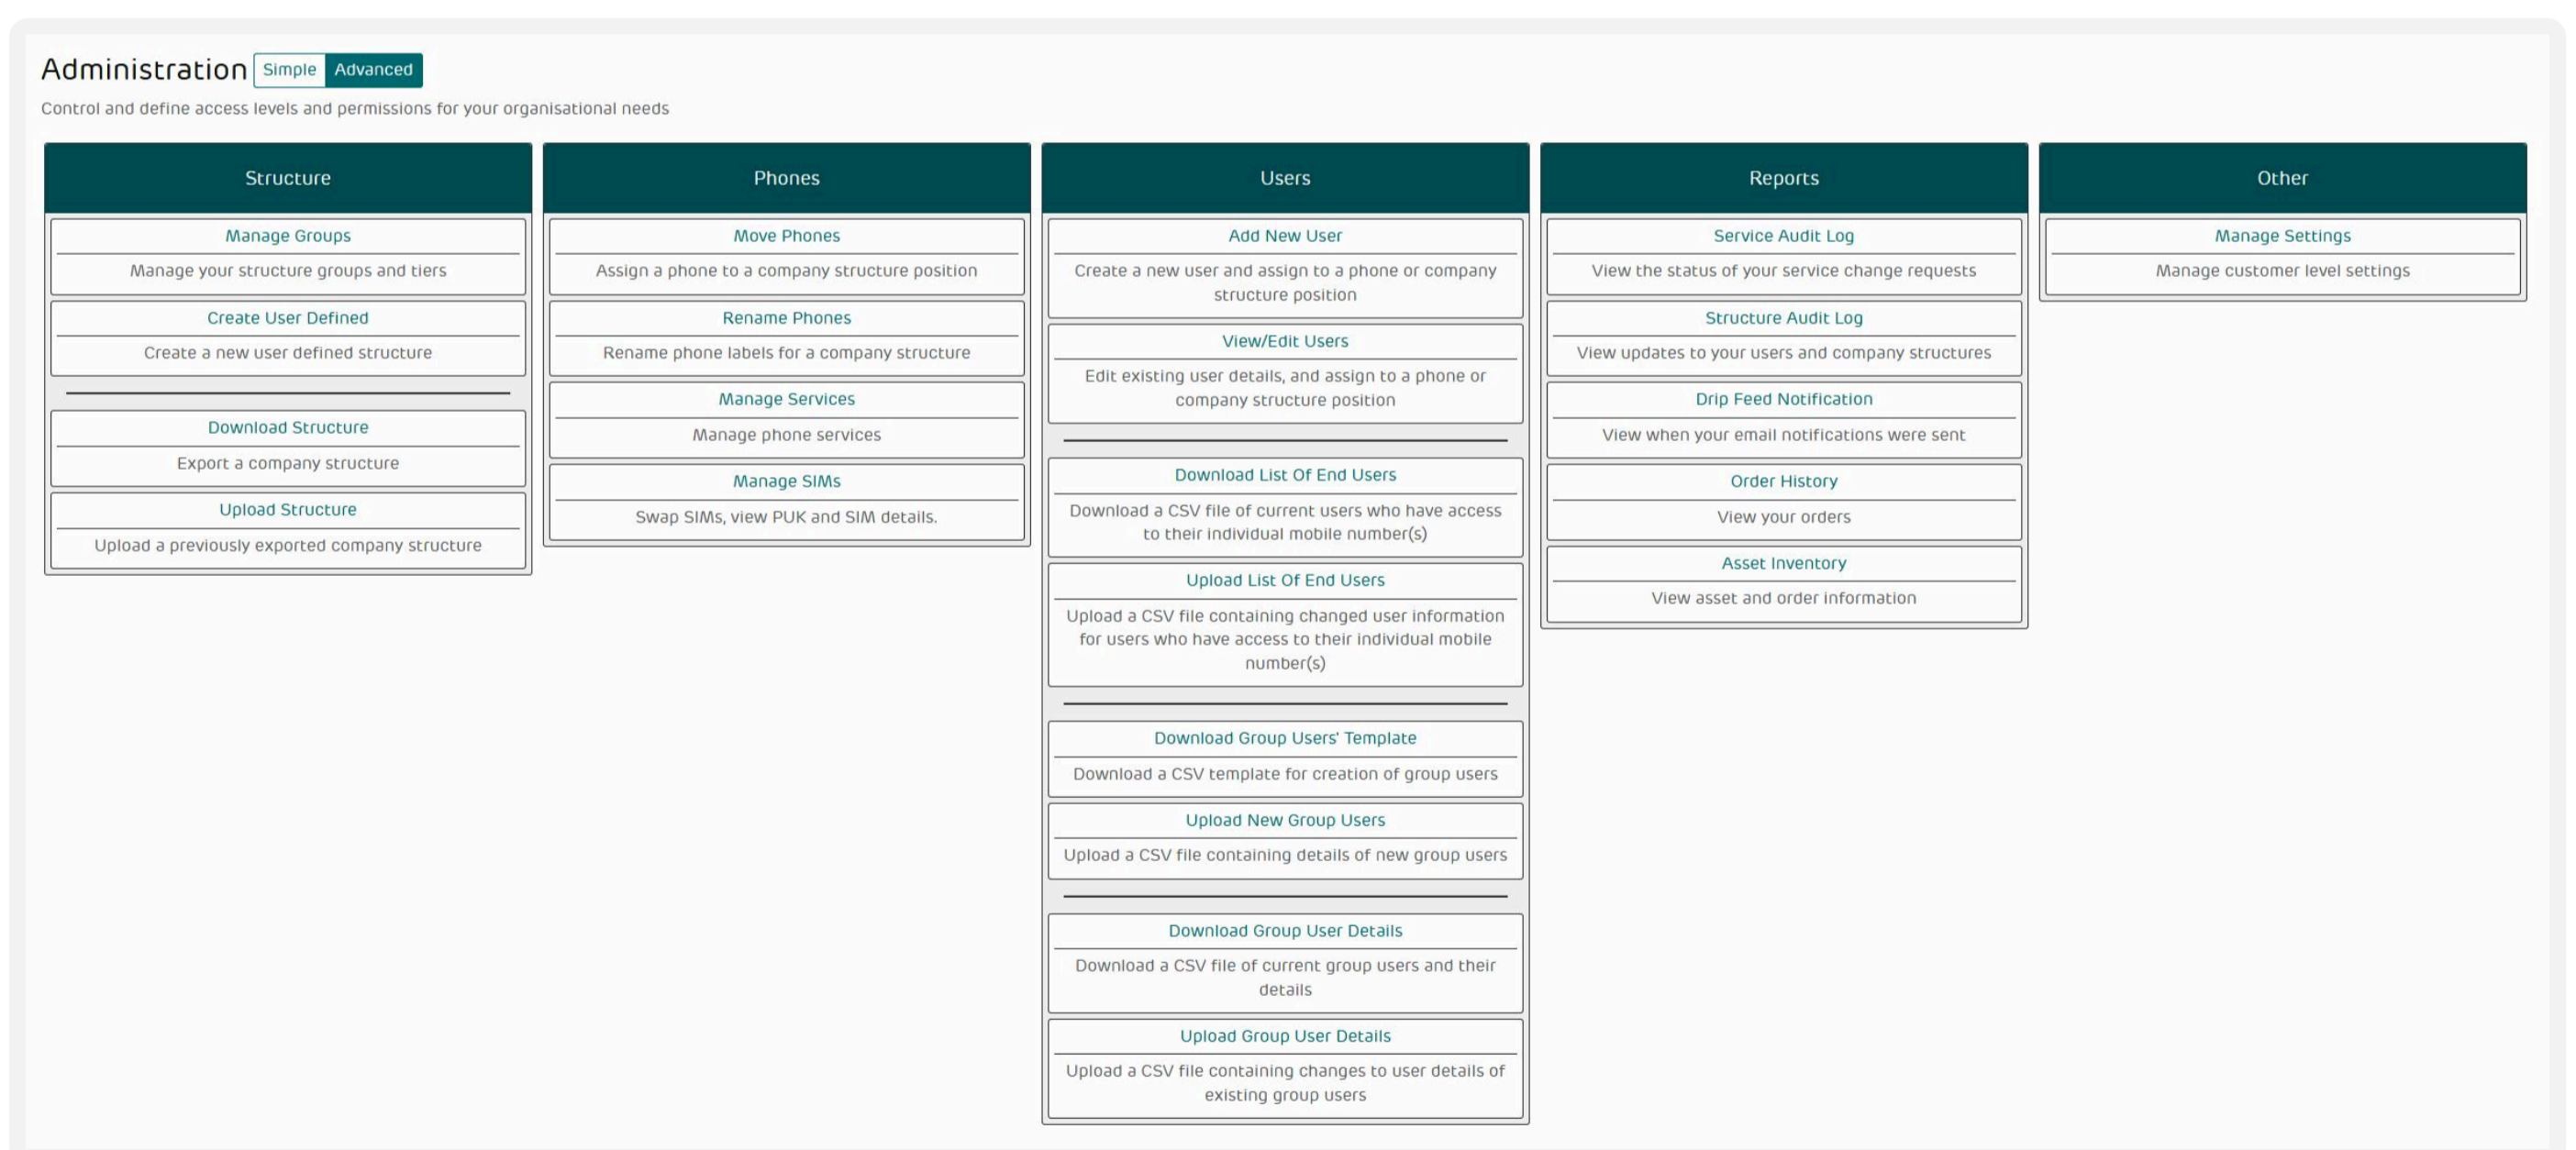 Administration Simple Advanced
Control and define access levels and permissions for your organisational needs
Structure
Manage Groups
Manage your structure groups and tiers
Create User Defined
Create a new user defined structure
Download Structure
Export a company structure
Upload Structure
Upload a previously exported company structure
Phones
Move Phones
Assign a phone to a company structure position
Rename Phones
Rename phone labels for a company structure
Manage Services
Manage phone services
Manage SIMs
Swap SIMs, view PUK and SIM details.
Users
Add New User
Create a new user and assign to a phone or company
structure position
View/Edit Users
Edit existing user details, and assign to a phone or
company structure position
Download List Of End Users
Download a CSV file of current users who have access
to their individual mobile number(s)
Upload List Of End Users
Upload a CSV file containing changed user information
for users who have access to their individual mobile
number(s)
Download Group Users' Template
Download a CSV template for creation of group users
Upload New Group Users
Upload a CSV file containing details of new group users
Download Group User Details
Download a CSV file of current group users and their
details
Upload Group User Details
Upload a CSV file containing changes to user details of
existing group users
Reports
Service Audit Log
View the status of your service change requests
Structure Audit Log
View updates to your users and company structures
Drip Feed Notification
View when your email notifications were sent
Order History
View your orders
Asset Inventory
View asset and order information
Other
Manage Settings
Manage customer level settings